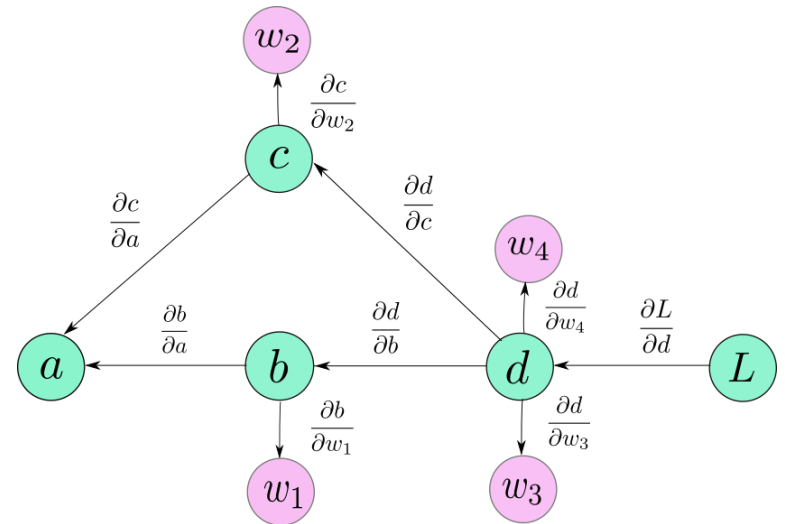 w₂
∂c/∂w₂
c
∂c/∂a
∂d/∂c
w₄
∂d/∂w₄
∂b/∂a
∂d/∂b
∂L/∂d
a
b
d
L
∂b/∂w₁
∂d/∂w₃
w₁
w₃